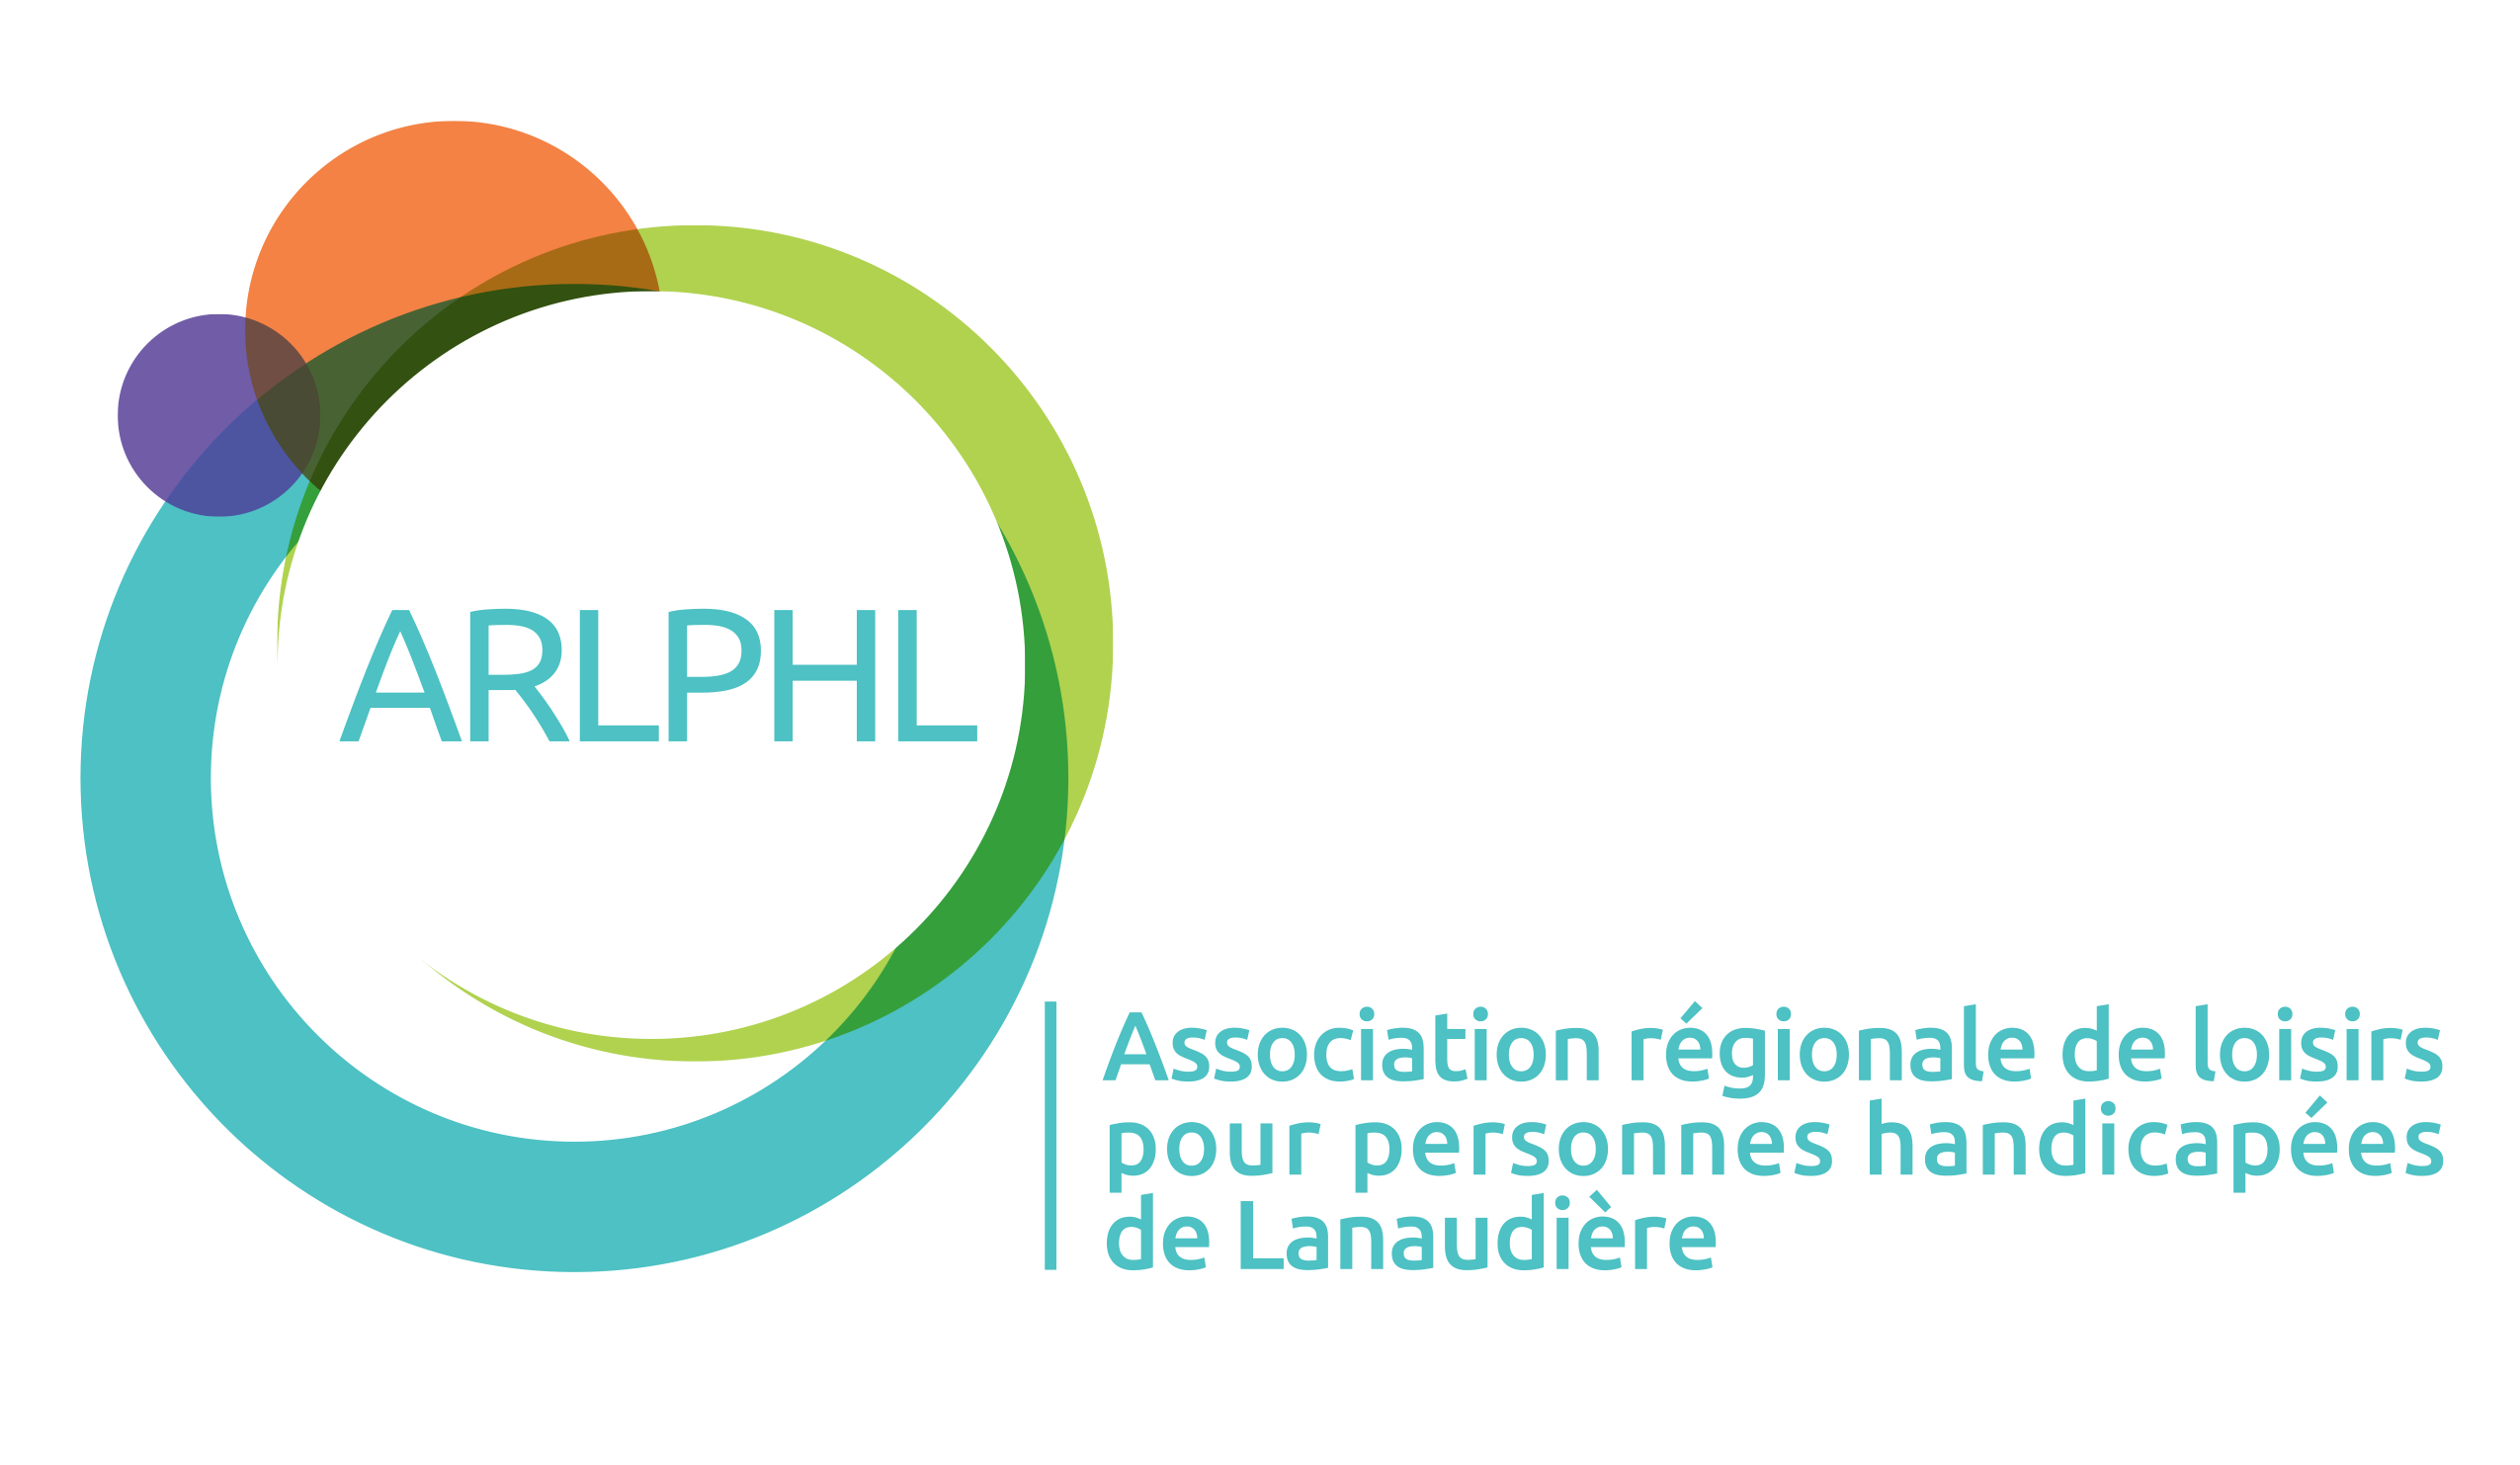 ARLPHL
Association régionale de loisirs
pour personnes handicapées
de Lanaudière